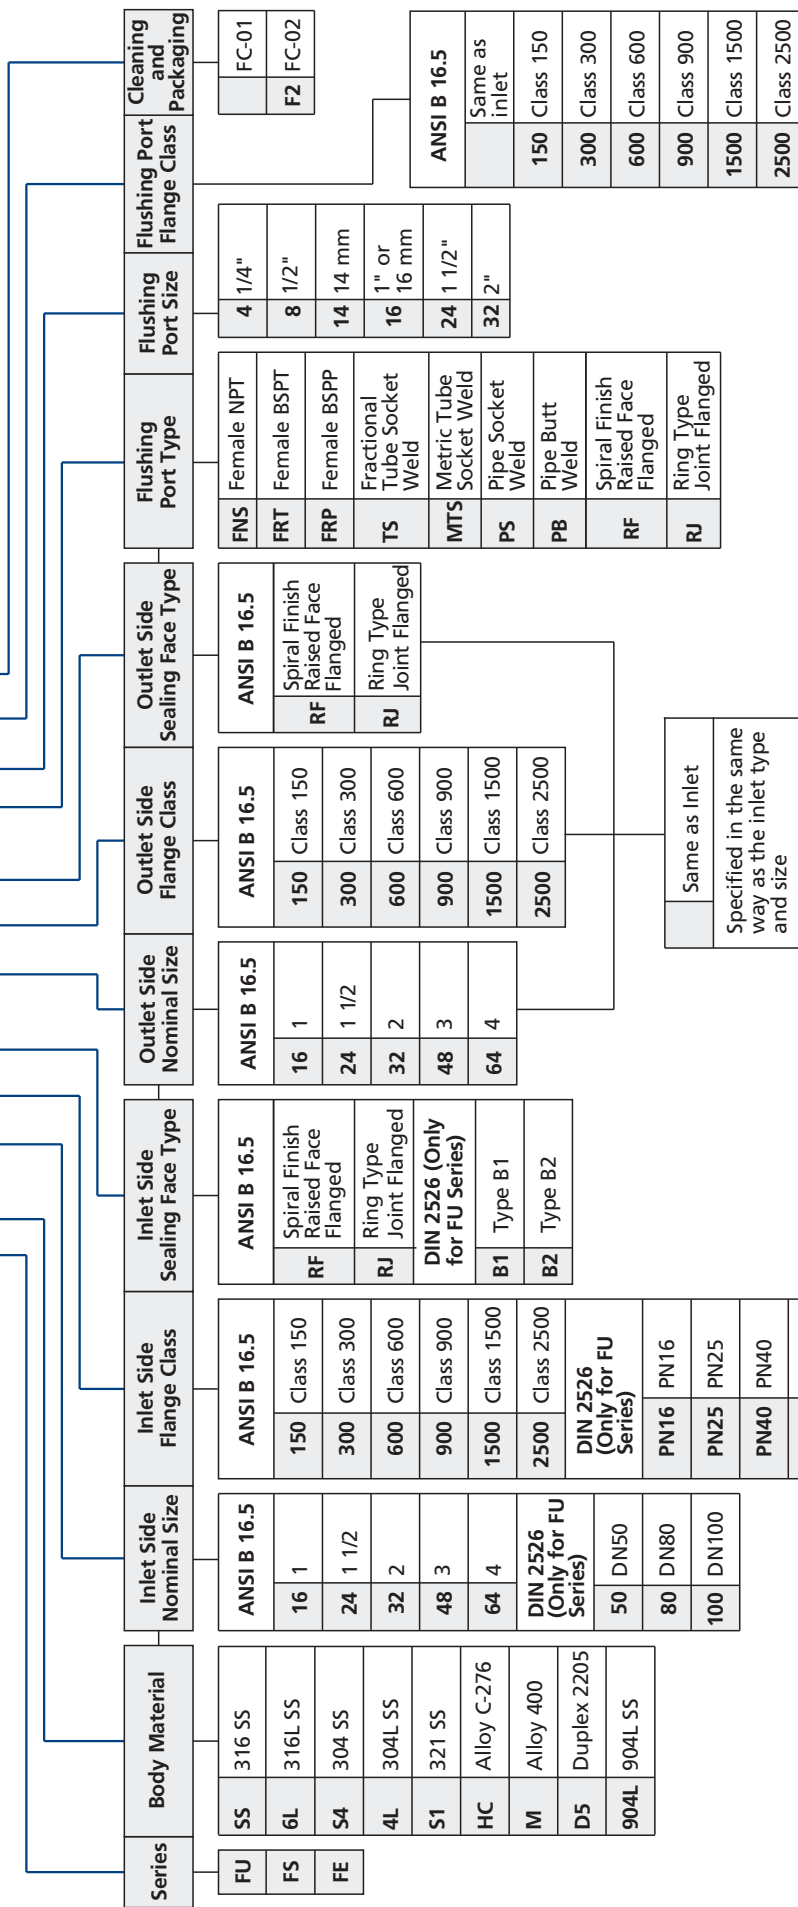 Series
FU
FS
FE
Body Material
SS 316 SS
6L 316L SS
S4 304 SS
4L 304L SS
S1 321 SS
HC Alloy C-276
M Alloy 400
D5 Duplex 2205
904L 904L SS
Inlet Side
Nominal Size
ANSI B 16.5
16 1
24 1 1/2
32 2
48 3
64 4
DIN 2526
(Only for FU
Series)
50 DN50
80 DN80
100 DN100
Inlet Side
Flange Class
ANSI B 16.5
150 Class 150
300 Class 300
600 Class 600
900 Class 900
1500 Class 1500
2500 Class 2500
DIN 2526
(Only for FU
Series)
PN16 PN16
PN25 PN25
PN40 PN40
Inlet Side
Sealing Face Type
ANSI B 16.5
RF Spiral Finish
Raised Face
Flanged
RJ Ring Type
Joint Flanged
DIN 2526 (Only
for FU Series)
B1 Type B1
B2 Type B2
Outlet Side
Nominal Size
ANSI B 16.5
16 1
24 1 1/2
32 2
48 3
64 4
Outlet Side
Flange Class
ANSI B 16.5
150 Class 150
300 Class 300
600 Class 600
900 Class 900
1500 Class 1500
2500 Class 2500
Outlet Side
Sealing Face Type
ANSI B 16.5
RF Spiral Finish
Raised Face
Flanged
RJ Ring Type
Joint Flanged
Same as Inlet
Specified in the same
way as the inlet type
and size
Flushing
Port Type
FNS Female NPT
FRT Female BSPT
FRP Female BSPP
TS Fractional
Tube Socket
Weld
MTS Metric Tube
Socket Weld
PS Pipe Socket
Weld
PB Pipe Butt
Weld
RF Spiral Finish
Raised Face
Flanged
RJ Ring Type
Joint Flanged
Flushing
Port Size
4 1/4"
8 1/2"
14 14 mm
16 1" or
16 mm
24 1 1/2"
32 2"
Flushing Port
Flange Class
ANSI B 16.5
Same as
inlet
150 Class 150
300 Class 300
600 Class 600
900 Class 900
1500 Class 1500
2500 Class 2500
Cleaning
and
Packaging
FC-01
F2 FC-02